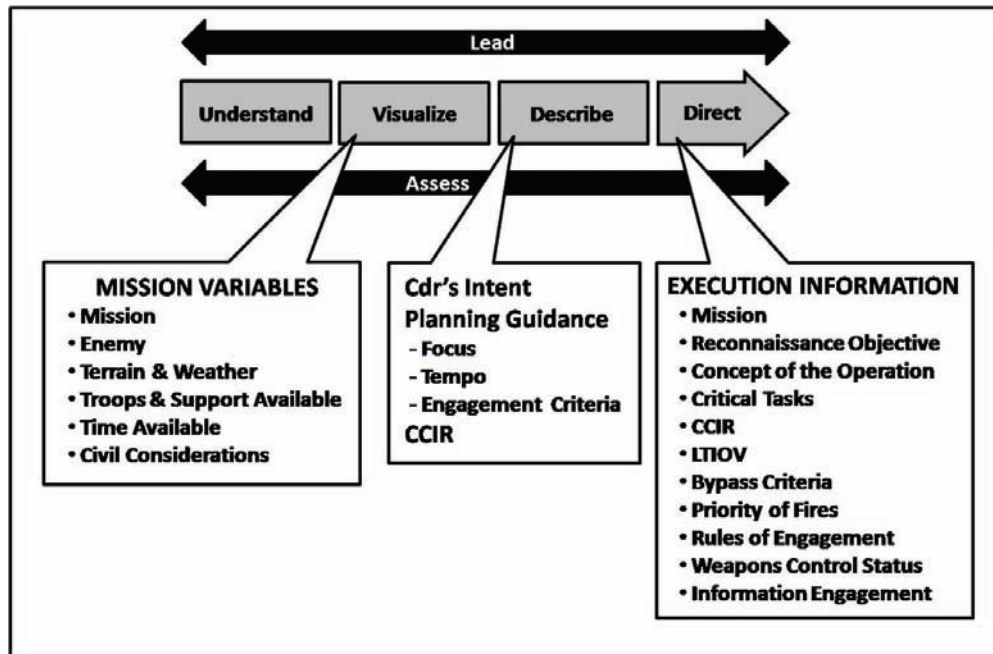 Lead
Understand
Visualize
Describe
Direct
Assess
MISSION VARIABLES
• Mission
• Enemy
• Terrain & Weather
• Troops & Support Available
• Time Available
• Civil Considerations
Cdr's Intent
Planning Guidance
- Focus
- Tempo
- Engagement Criteria
CCIR
EXECUTION INFORMATION
• Mission
• Reconnaissance Objective
• Concept of the Operation
• Critical Tasks
• CCIR
• LTIOV
• Bypass Criteria
• Priority of Fires
• Rules of Engagement
• Weapons Control Status
• Information Engagement